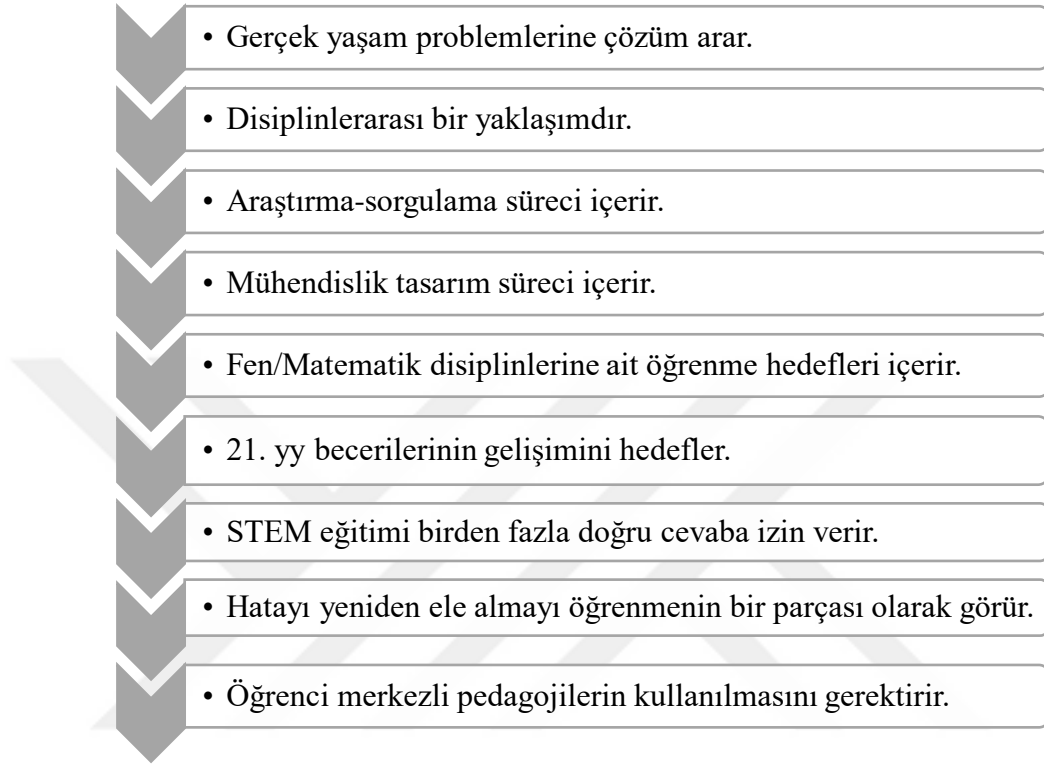 • Gerçek yaşam problemlerine çözüm arar.
• Disiplinlerarası bir yaklaşımdır.
• Araştırma-sorgulama süreci içerir.
• Mühendislik tasarım süreci içerir.
• Fen/Matematik disiplinlerine ait öğrenme hedefleri içerir.
• 21. yy becerilerinin gelişimini hedefler.
• STEM eğitimi birden fazla doğru cevaba izin verir.
• Hatayı yeniden ele almayı öğrenmenin bir parçası olarak görür.
• Öğrenci merkezli pedagojilerin kullanılmasını gerektirir.